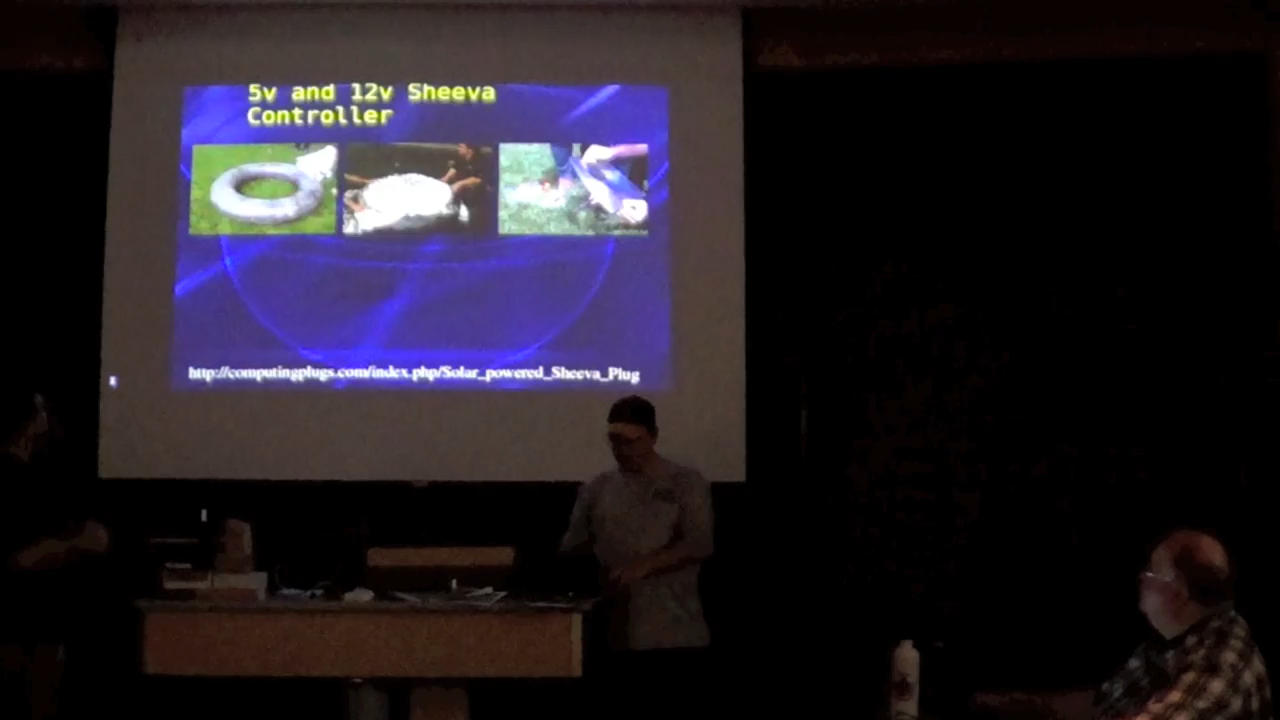 5v and 12v Sheeva
Controller
http://computingplugs.com/index.php/Solar_powered_Sheeva_Plug